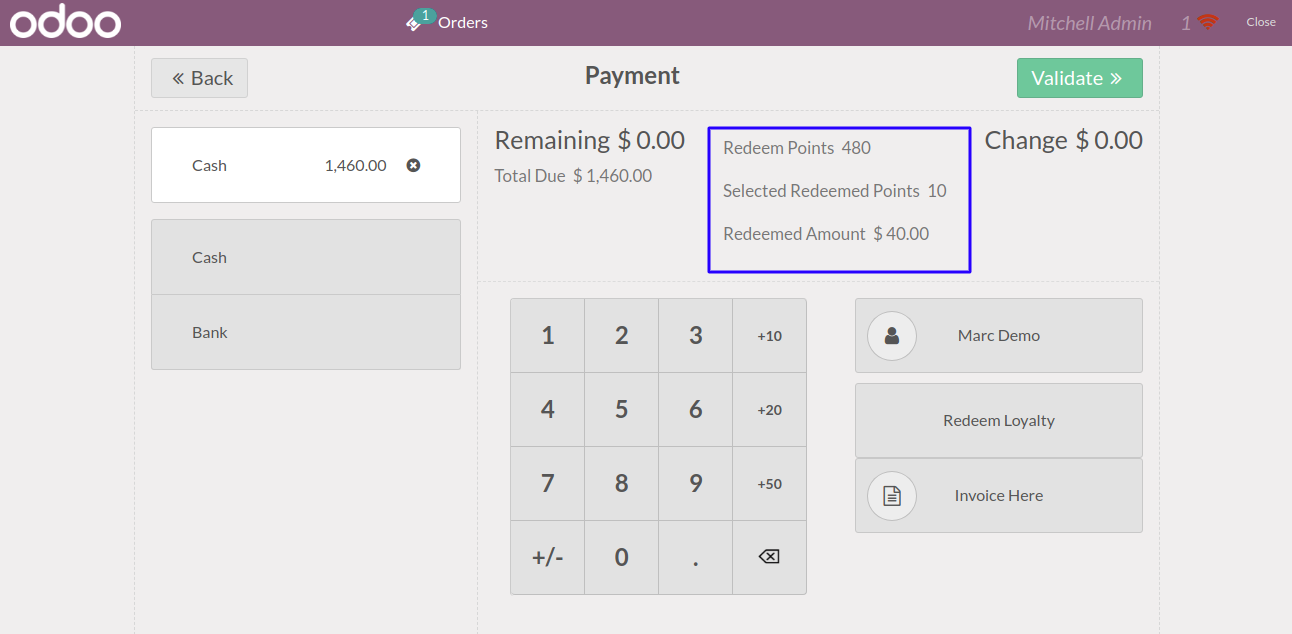 odoo
1
Orders
Mitchell Admin
1
Close
Back
Payment
Validate
Cash 1,460.00
Cash
Bank
Remaining $ 0.00
Total Due $ 1,460.00
Redeem Points 480
Selected Redeemed Points 10
Redeemed Amount $ 40.00
Change $ 0.00
1 2 3 +10
4 5 6 +20
7 8 9 +50
+/- 0 .
Marc Demo
Redeem Loyalty
Invoice Here